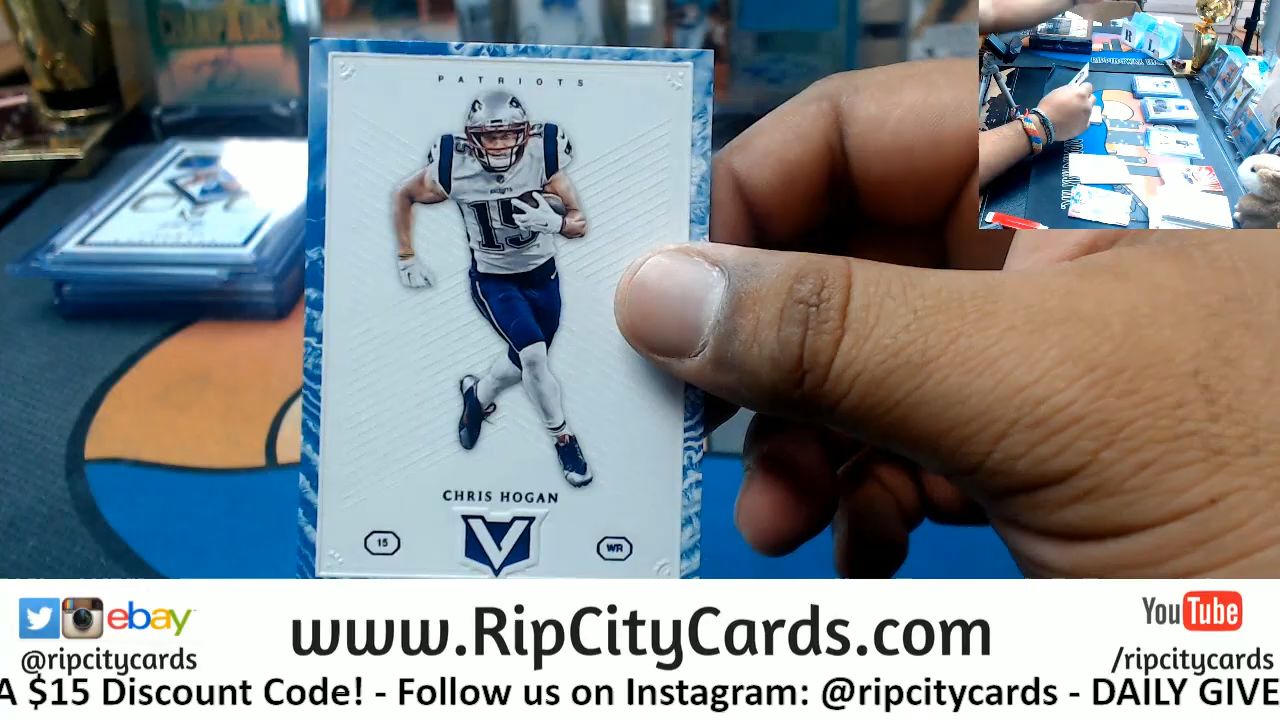 PATRIOTS
15
CHRIS HOGAN
V
15
WR
ebay
@ripcitycards
www.RipCityCards.com
YouTube
/ripcitycards
A $15 Discount Code! - Follow us on Instagram: @ripcitycards - DAILY GIVE